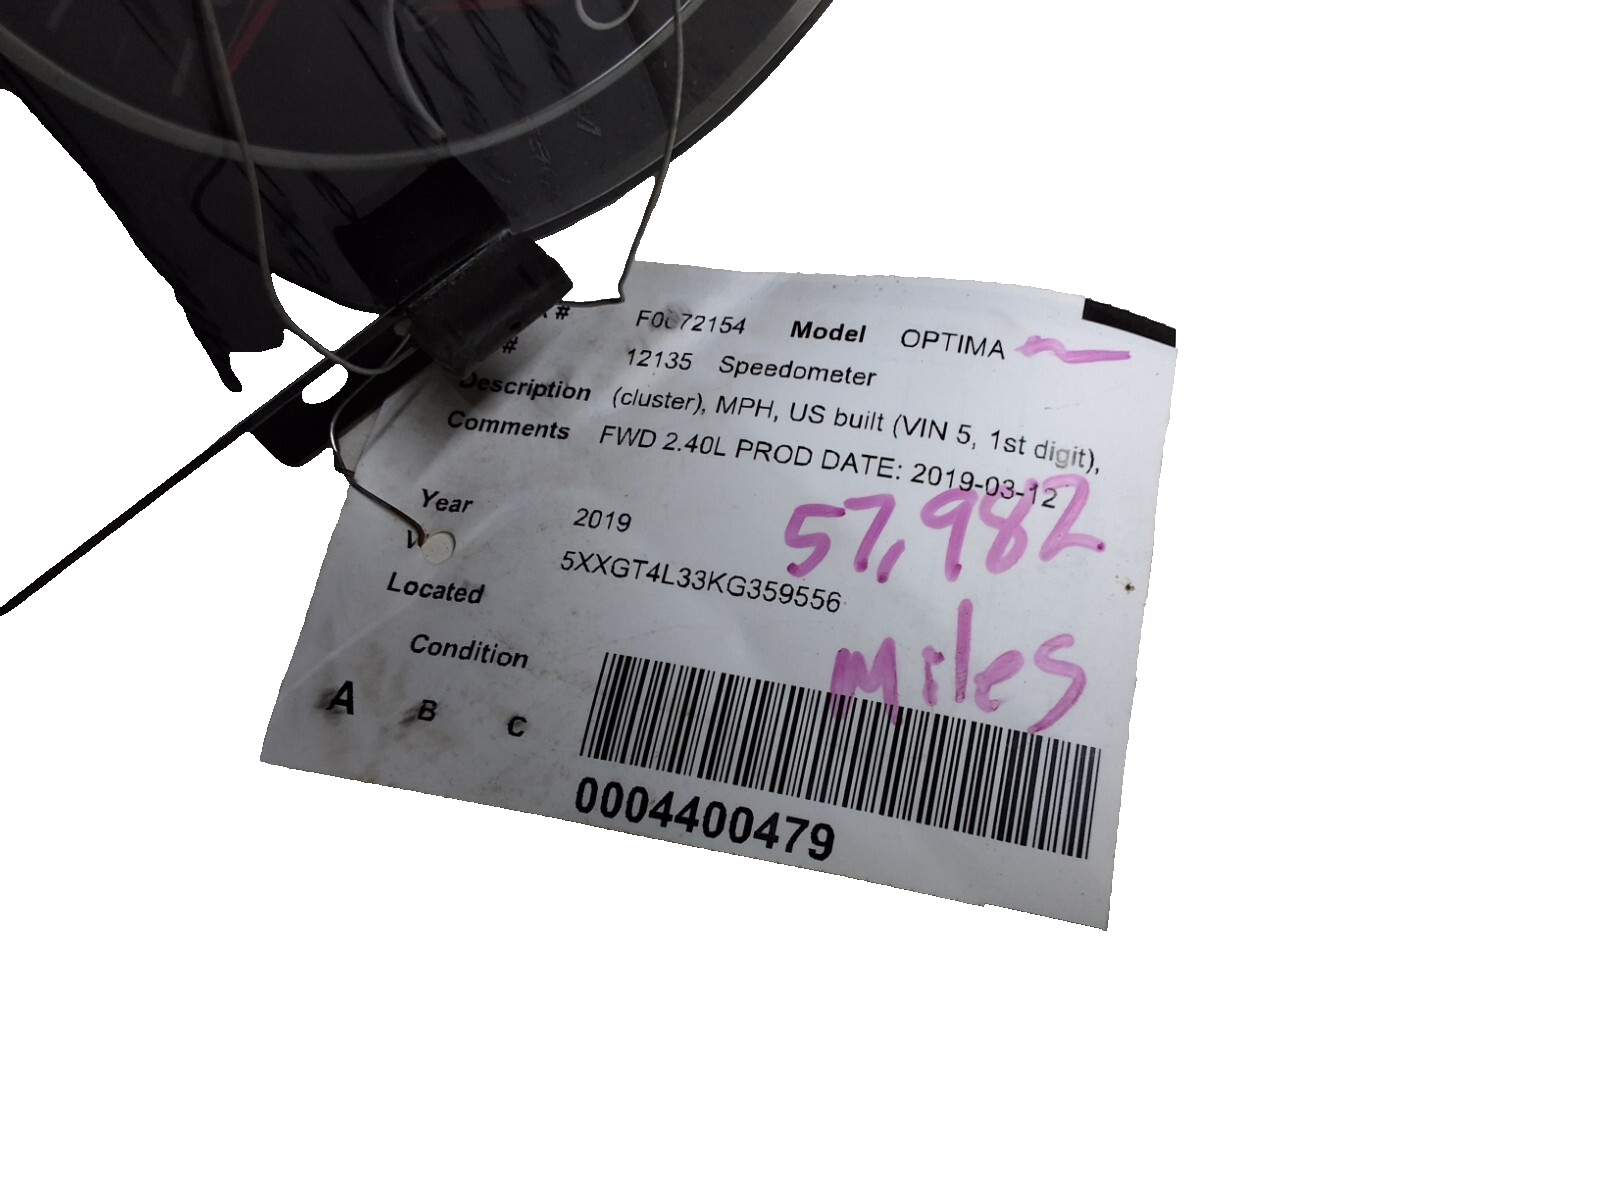 # F0672154 Model OPTIMA
# 12135 Speedometer
Description (cluster), MPH, US built (VIN 5, 1st digit),
Comments FWD 2.40L PROD DATE: 2019-03-12
57,982
Year 2019
5XXGT4L33KG359556
Miles
Located
Condition
A B C
0004400479